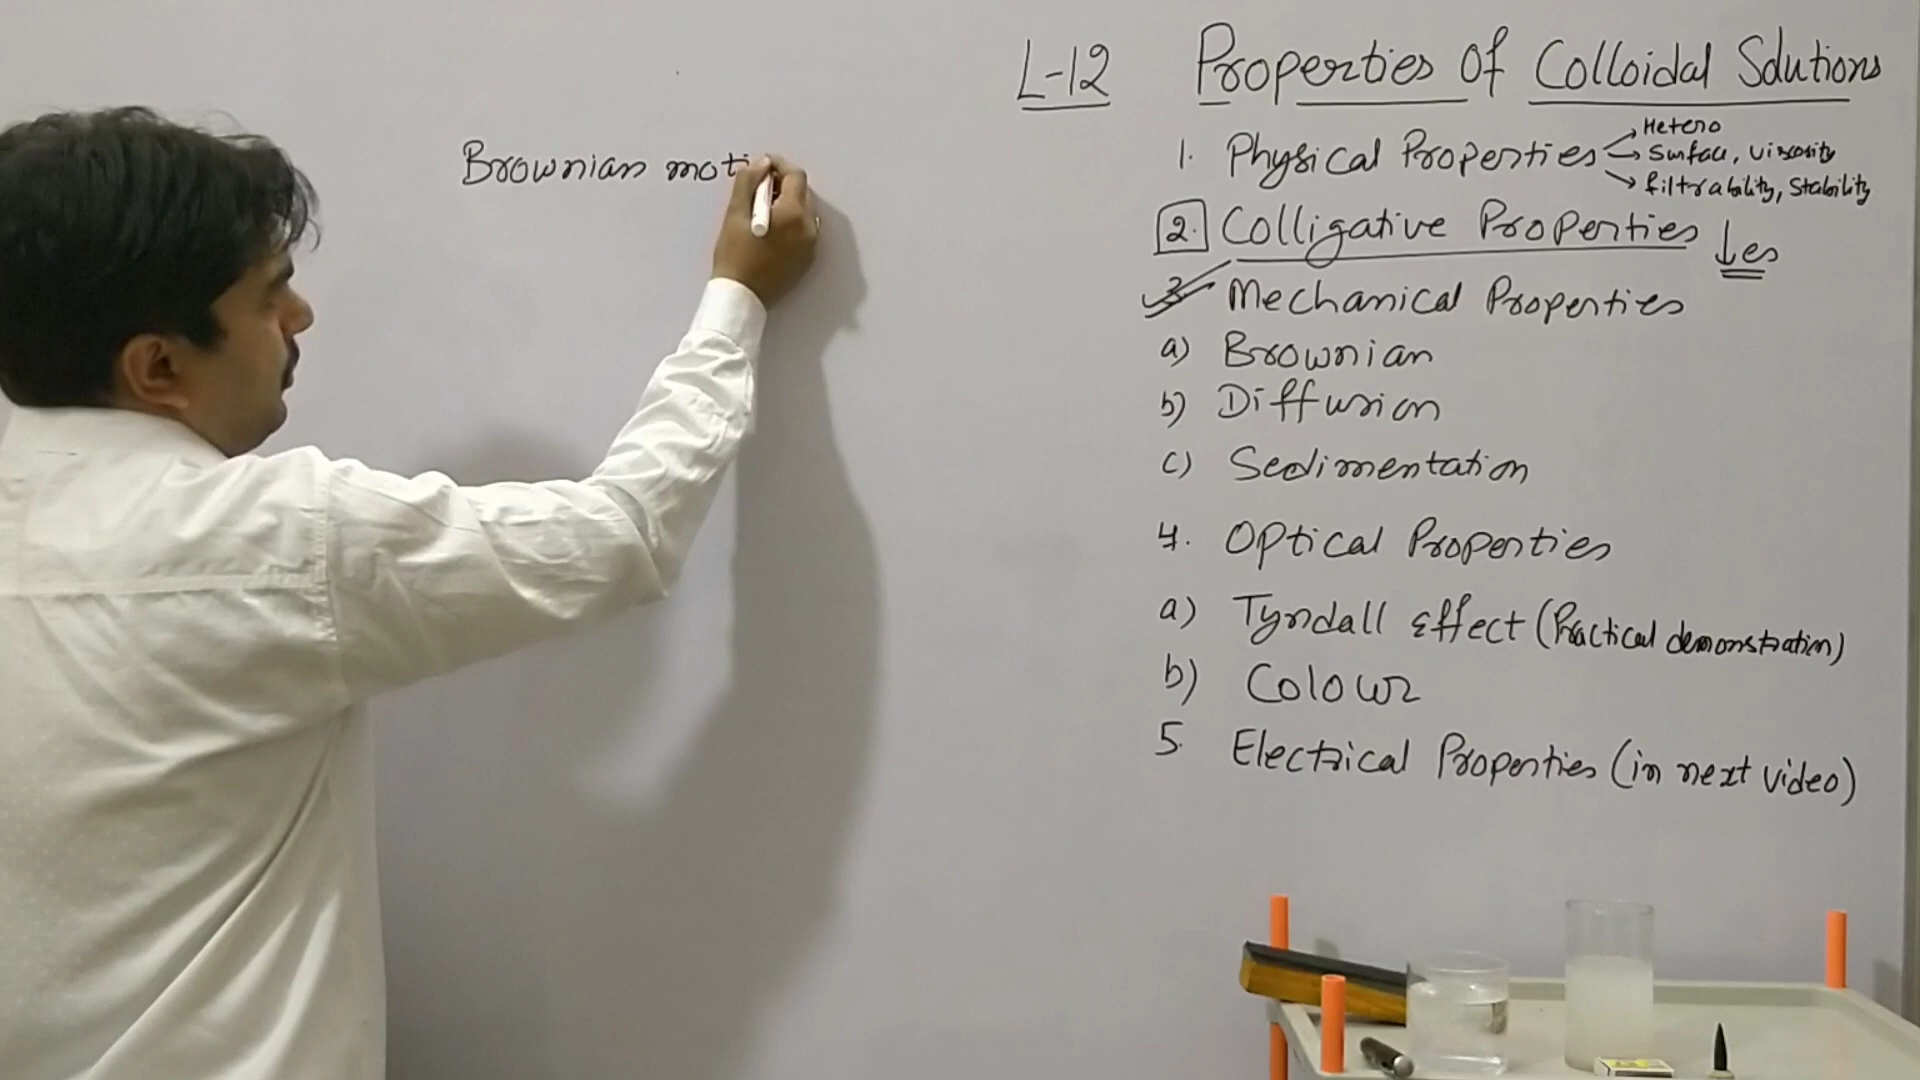 Brownian moti
L-12 Properties Of Colloidal Solutions
1. Physical Properties
Hetero
Surface, viscosity
filtrability, Stability
2. Colligative Properties ↓es
3 Mechanical Properties
a) Brownian
b) Diffusion
c) Sedimentation
4. Optical Properties
a) Tyndall Effect (Practical demonstration)
b) Colour
5. Electrical Properties (in next video)